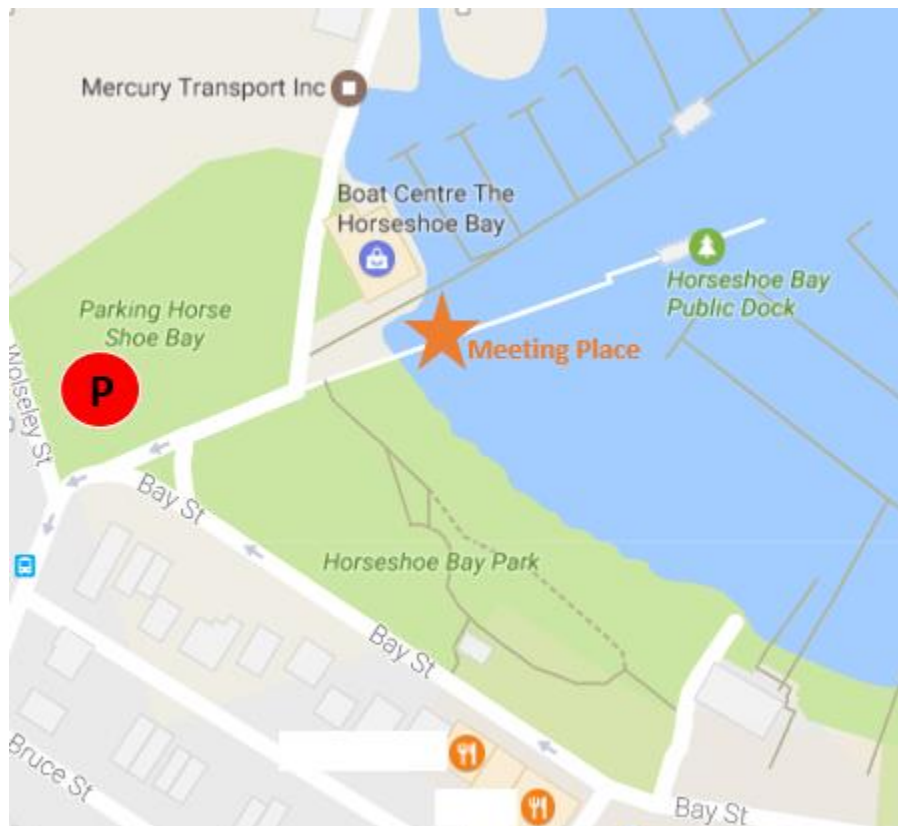 Mercury Transport Inc
Boat Centre The
Horseshoe Bay
Horseshoe Bay
Public Dock
Parking Horse
Shoe Bay
Meeting Place
P
Wolseley St
Bay St
Horseshoe Bay Park
Bay St
Bruce St
Bay St